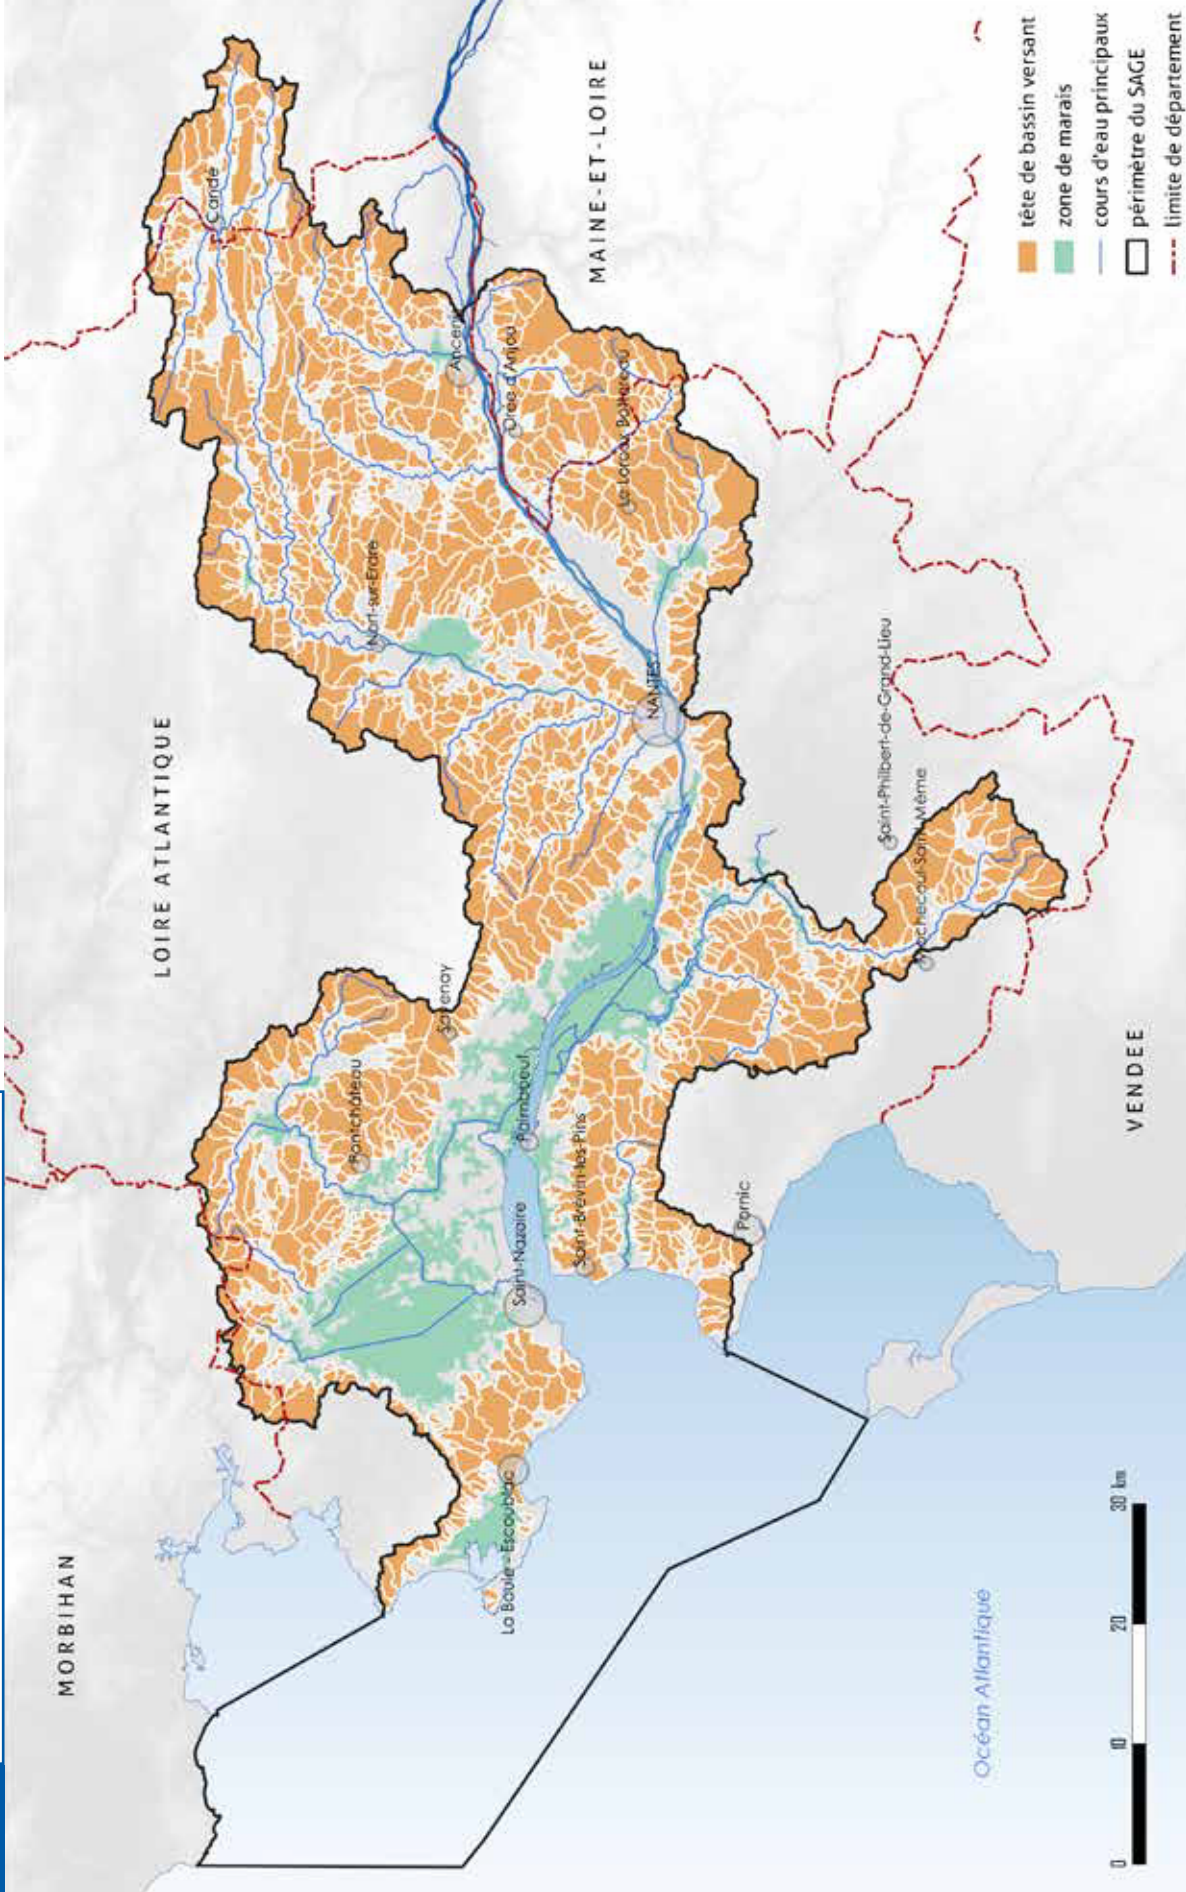 MORBIHAN
LOIRE ATLANTIQUE
MAINE-ET-LOIRE
VENDEE
Candé
Ancenis
Orée d'Anjou
Le Loroux Bottereau
Nort-sur-Erdre
NANTES
Savenay
Pontchâteau
Paimboeuf
Saint-Nazaire
Saint-Brévin-les-Pins
La Baule - Escoublac
Pornic
Saint-Philbert-de-Grand-Lieu
Machecoul-Saint-Même
Océan Atlantique
0 10 20 30 km
tête de bassin versant
zone de marais
cours d'eau principaux
périmètre du SAGE
limite de département